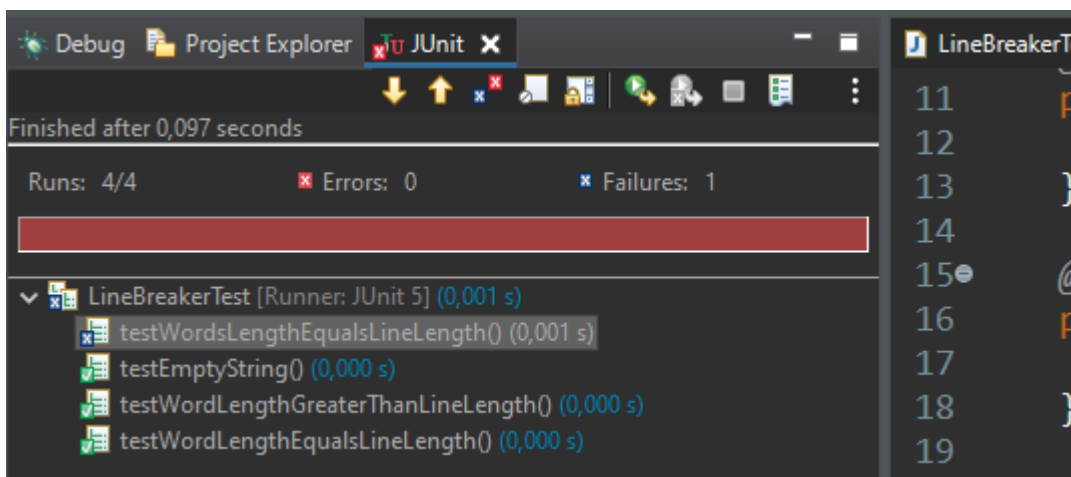 Debug Project Explorer JUnit
Finished after 0,097 seconds
Runs: 4/4 Errors: 0 Failures: 1
LineBreakerTest [Runner: JUnit 5] (0,001 s)
testWordsLengthEqualsLineLength() (0,001 s)
testEmptyString() (0,000 s)
testWordLengthGreaterThanLineLength() (0,000 s)
testWordLengthEqualsLineLength() (0,000 s)
LineBreakerT
11
12
13 }
14
15
16
17
18 }
19